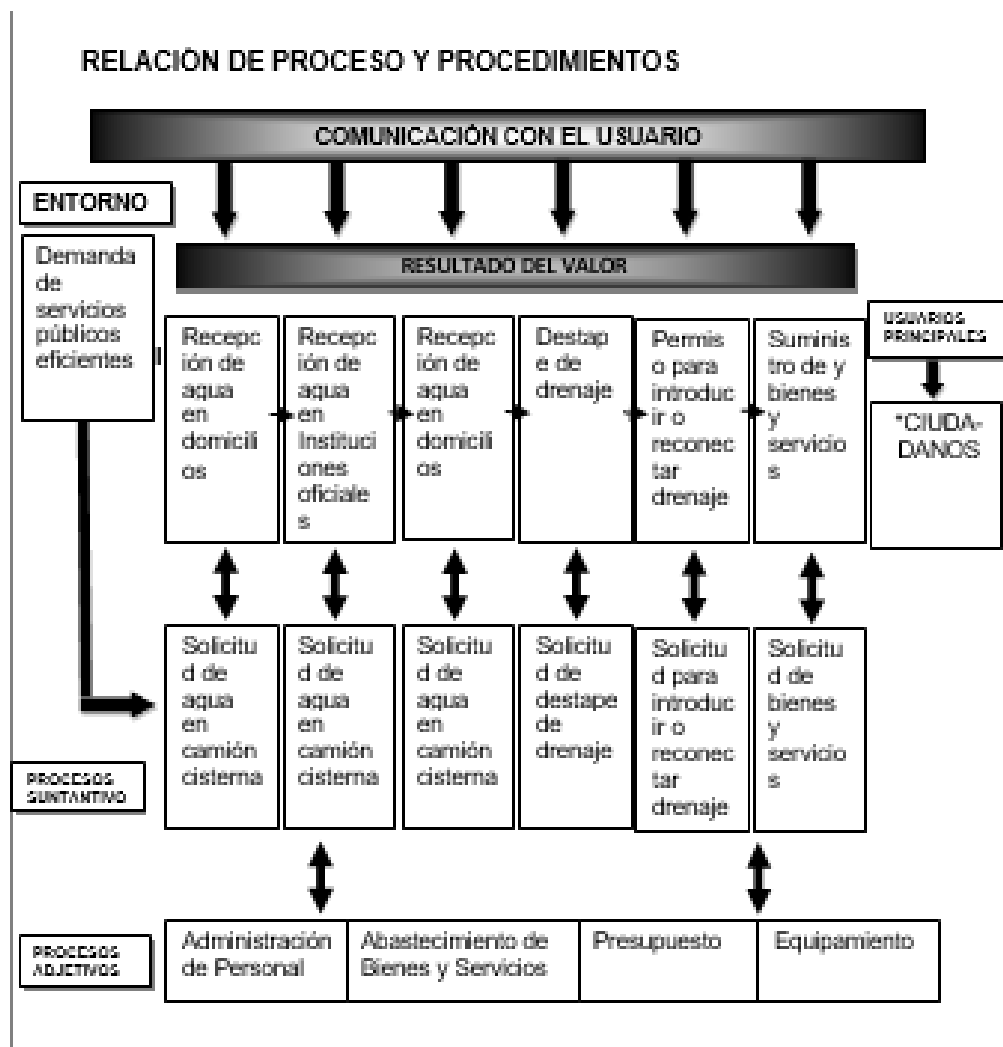 RELACIÓN DE PROCESO Y PROCEDIMIENTOS
COMUNICACIÓN CON EL USUARIO
ENTORNO
Demanda
de
servicios
públicos
eficientes
RESULTADO DEL VALOR
Recepc
ión de
agua
en
domicili
os
Recepc
ión de
agua
en
Instituci
ones
oficiale
s
Recepc
ión de
agua
en
domicili
os
Destap
e de
drenaje
Permis
o para
introduc
ir o
reconec
tar
drenaje
Suminis
tro de y
bienes
y
servicio
s
USUARIOS
PRINCIPALES
*CIUDA-
DANOS
Solicitu
d de
agua
en
camión
cisterna
Solicitu
d de
agua
en
camión
cisterna
Solicitu
d de
agua
en
camión
cisterna
Solicitu
d de
destape
de
drenaje
Solicitu
d para
introduc
ir o
reconec
tar
drenaje
Solicitu
d de
bienes
y
servicio
s
PROCESOS
SUNTANTIVO
PROCESOS
ADJETIVOS
Administración
de Personal
Abastecimiento de
Bienes y Servicios
Presupuesto
Equipamiento